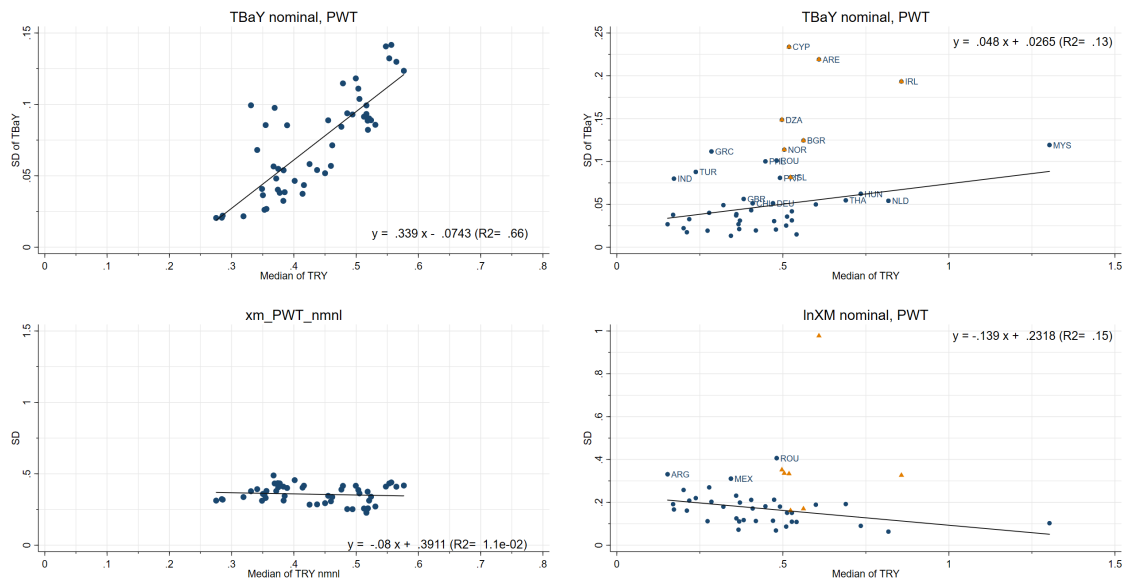 TBaY nominal, PWT
SD of TBaY
0 .05 .1 .15
y = .339 x - .0743 (R2= .66)
0 .1 .2 .3 .4 .5 .6 .7 .8
Median of TRY
TBaY nominal, PWT
SD of TBaY
0 .05 .1 .15 .2 .25
y = .048 x + .0265 (R2= .13)
CYP
ARE
IRL
DZA
BGR
MYS
NOR
GRC
ROU
TUR
IND
HUN
GBR
THA
NLD
CHL
DEU
0 .5 1 1.5
Median of TRY
xm_PWT_nmnl
SD
0 .5 1 1.5
y = -.08 x + .3911 (R2= 1.1e-02)
0 .1 .2 .3 .4 .5 .6 .7 .8
Median of TRY nmnl
lnXM nominal, PWT
SD
0 .2 .4 .6 .8 1
y = -.139 x + .2318 (R2= .15)
ROU
ARG
MEX
0 .5 1 1.5
Median of TRY